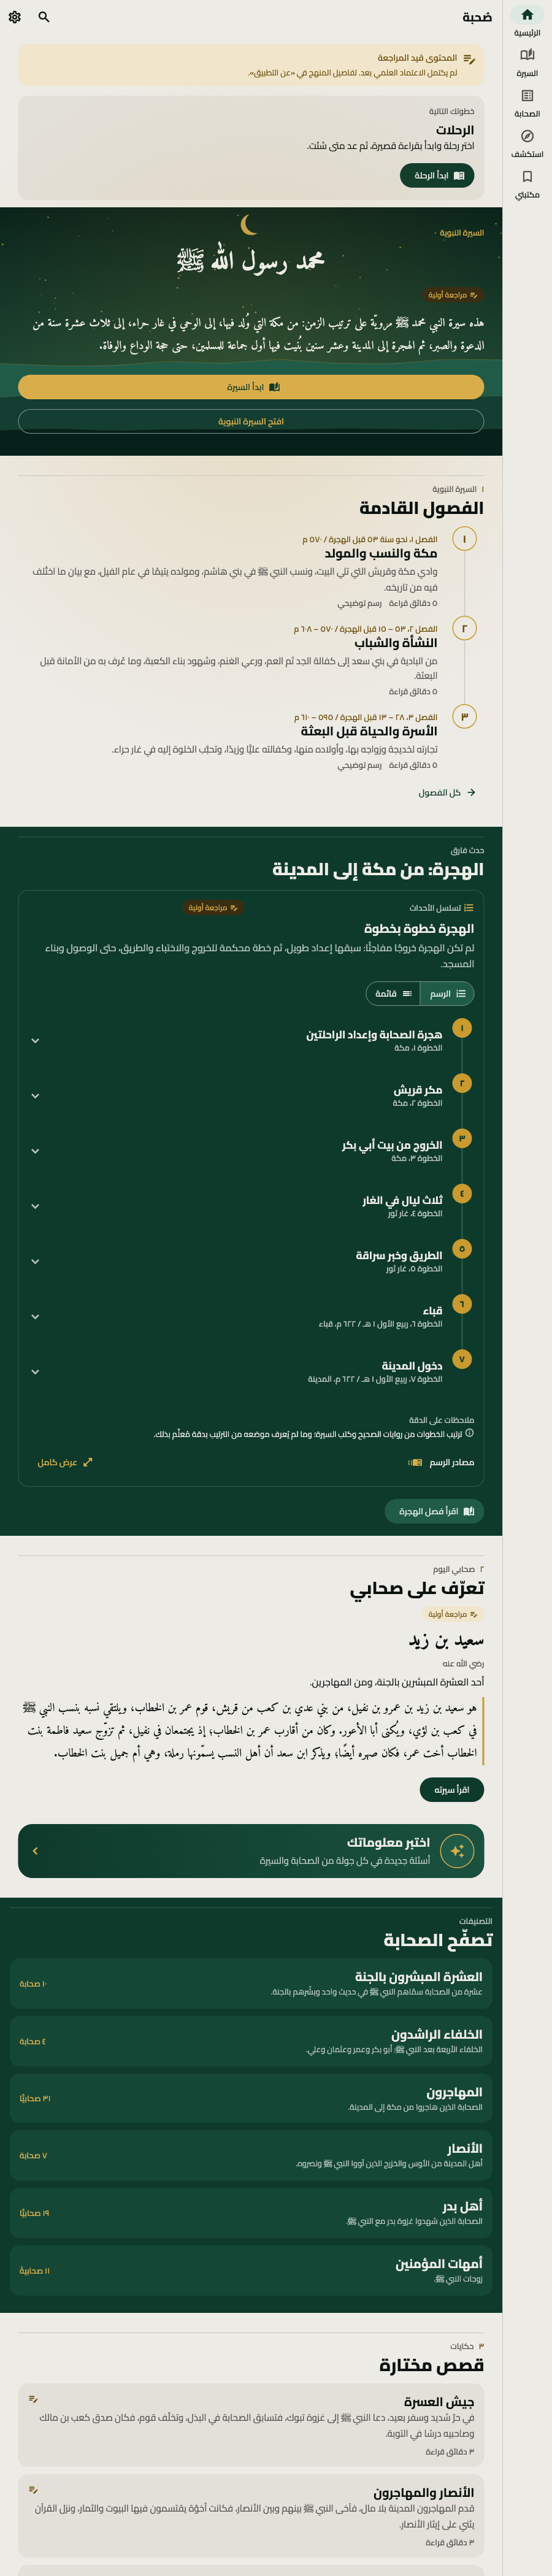 صُحبة
الرئيسية
السيرة
الصحابة
استكشف
مكتبتي
المحتوى قيد المراجعة
لم يكتمل الاعتماد العلمي بعد. تفاصيل المنهج في «عن التطبيق».
خطوتك التالية
الرحلات
اختر رحلة وابدأ بقراءة قصيرة، ثم عد متى شئت.
ابدأ الرحلة
السيرة النبوية
محمد رسول الله ﷺ
مراجعة أولية
هذه سيرة النبي محمد ﷺ مرويّة على ترتيب الزمن: من مكة التي وُلد فيها، إلى الوحي في غار حراء، إلى ثلاث عشرة سنة من
الدعوة والصبر، ثم الهجرة إلى المدينة وعشر سنين بُنيت فيها أول جماعة للمسلمين، حتى حجة الوداع والوفاة.
ابدأ السيرة
افتح السيرة النبوية
١ السيرة النبوية
الفصول القادمة
١
الفصل ١، نحو سنة ٥٣ قبل الهجرة / ٥٧٠ م
مكة والنسب والمولد
وادي مكة وقريش التي تلي البيت، ونسب النبي ﷺ في بني هاشم، ومولده يتيمًا في عام الفيل، مع بيان ما اختُلف
فيه من تاريخه.
٥ دقائق قراءة رسم توضيحي
٢
الفصل ٢، ٥٣ – ١٥ قبل الهجرة / ٥٧٠ – ٦٠٨ م
النشأة والشباب
من البادية في بني سعد إلى كفالة الجد ثم العم، ورعي الغنم، وشهود بناء الكعبة، وما عُرف به من الأمانة قبل
البعثة.
٥ دقائق قراءة
٣
الفصل ٣، ٢٨ – ١٣ قبل الهجرة / ٥٩٥ – ٦١٠ م
الأسرة والحياة قبل البعثة
تجارته لخديجة وزواجه بها، وأولاده منها، وكفالته عليًّا وزيدًا، وتحبّب الخلوة إليه في غار حراء.
٥ دقائق قراءة رسم توضيحي
كل الفصول
حدث فارق
الهجرة: من مكة إلى المدينة
تسلسل الأحداث
مراجعة أولية
الهجرة خطوة بخطوة
لم تكن الهجرة خروجًا مفاجئًا: سبقها إعداد طويل، ثم خطة محكمة للخروج والاختباء والطريق، حتى الوصول وبناء
المسجد.
الرسم
قائمة
١
هجرة الصحابة وإعداد الراحلتين
الخطوة ١، مكة
٢
مكر قريش
الخطوة ٢، مكة
٣
الخروج من بيت أبي بكر
الخطوة ٣، مكة
٤
ثلاث ليال في الغار
الخطوة ٤، غار ثور
٥
الطريق وخبر سراقة
الخطوة ٥، غار ثور
٦
قباء
الخطوة ٦، ربيع الأول ١ هـ / ٦٢٢ م، قباء
٧
دخول المدينة
الخطوة ٧، ربيع الأول ١ هـ / ٦٢٢ م، المدينة
ملاحظات على الدقة
ترتيب الخطوات من روايات الصحيح وكتب السيرة؛ وما لم يُعرف موضعه من الترتيب بدقة مُعلَّم بذلك.
مصادر الرسم
١١
عرض كامل
اقرأ فصل الهجرة
٢ صحابي اليوم
تعرّف على صحابي
مراجعة أولية
سعيد بن زيد
رضي الله عنه
أحد العشرة المبشرين بالجنة، ومن المهاجرين.
هو سعيد بن زيد بن عمرو بن نفيل، من بني عدي بن كعب من قريش، قوم عمر بن الخطاب، ويلتقي نسبه بنسب النبي ﷺ
في كعب بن لؤي، ويُكنى أبا الأعور. وكان من أقارب عمر بن الخطاب؛ إذ يجتمعان في نفيل، ثم تزوّج سعيد فاطمة بنت
الخطاب أخت عمر، فكان صهره أيضًا؛ ويذكر ابن سعد أن أهل النسب يسمّونها رملة، وهي أم جميل بنت الخطاب.
اقرأ سيرته
اختبر معلوماتك
أسئلة جديدة في كل جولة من الصحابة والسيرة
التصنيفات
تصفّح الصحابة
العشرة المبشرون بالجنة
عشرة من الصحابة سمّاهم النبي ﷺ في حديث واحد وبشّرهم بالجنة.
١٠ صحابة
الخلفاء الراشدون
الخلفاء الأربعة بعد النبي ﷺ: أبو بكر وعمر وعثمان وعلي.
٤ صحابة
المهاجرون
الصحابة الذين هاجروا من مكة إلى المدينة.
٣١ صحابيًّا
الأنصار
أهل المدينة من الأوس والخزرج الذين آووا النبي ﷺ ونصروه.
٧ صحابة
أهل بدر
الصحابة الذين شهدوا غزوة بدر مع النبي ﷺ.
١٩ صحابيًّا
أمهات المؤمنين
زوجات النبي ﷺ.
١١ صحابيةً
٣ حكايات
قصص مختارة
جيش العسرة
في حرّ شديد وسفر بعيد، دعا النبي ﷺ إلى غزوة تبوك، فتسابق الصحابة في البذل، وتخلّف قوم، فكان صدق كعب بن مالك
وصاحبيه درسًا في التوبة.
٣ دقائق قراءة
الأنصار والمهاجرون
قدم المهاجرون المدينة بلا مال، فآخى النبي ﷺ بينهم وبين الأنصار، فكانت أخوّة يقتسمون فيها البيوت والثمار، ونزل القرآن
يثني على إيثار الأنصار.
٣ دقائق قراءة